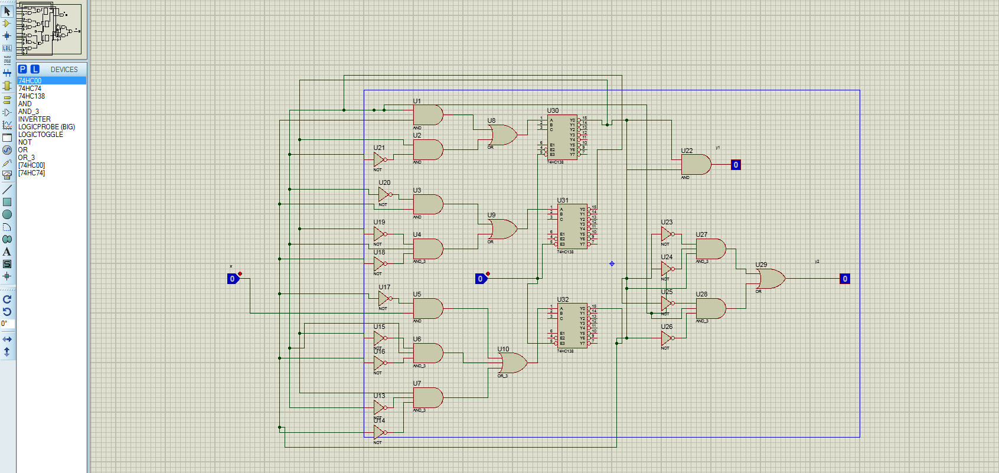 LBL
P L DEVICES
74HC00
74HC74
74HC138
AND
AND_3
INVERTER
LOGICPROBE (BIG)
LOGICTOGGLE
NOT
OR
OR_3
[74HC00]
[74HC74]
A
S
0°
x
0
0
U1
AND
U2
AND
U21
NOT
U20
NOT
U3
AND
U19
NOT
U4
AND_3
U18
NOT
U17
NOT
U5
AND
U15
NOT
U6
AND_3
U16
NOT
U7
AND_3
U13
NOT
U14
NOT
U8
OR
U9
OR
U10
OR_3
U30
1 A Y0 15
2 B Y1 14
3 C Y2 13
Y3 12
Y4 11
6 E1 Y5 10
4 E2 Y6 9
5 E3 Y7 7
74HC138
U31
1 A Y0 15
2 B Y1 14
3 C Y2 13
Y3 12
Y4 11
6 E1 Y5 10
4 E2 Y6 9
5 E3 Y7 7
74HC138
U32
1 A Y0 15
2 B Y1 14
3 C Y2 13
Y3 12
Y4 11
6 E1 Y5 10
4 E2 Y6 9
5 E3 Y7 7
74HC138
U22
AND
y1
0
U23
NOT
U24
NOT
U25
NOT
U26
NOT
U27
AND_3
U28
AND_3
U29
OR
y2
0